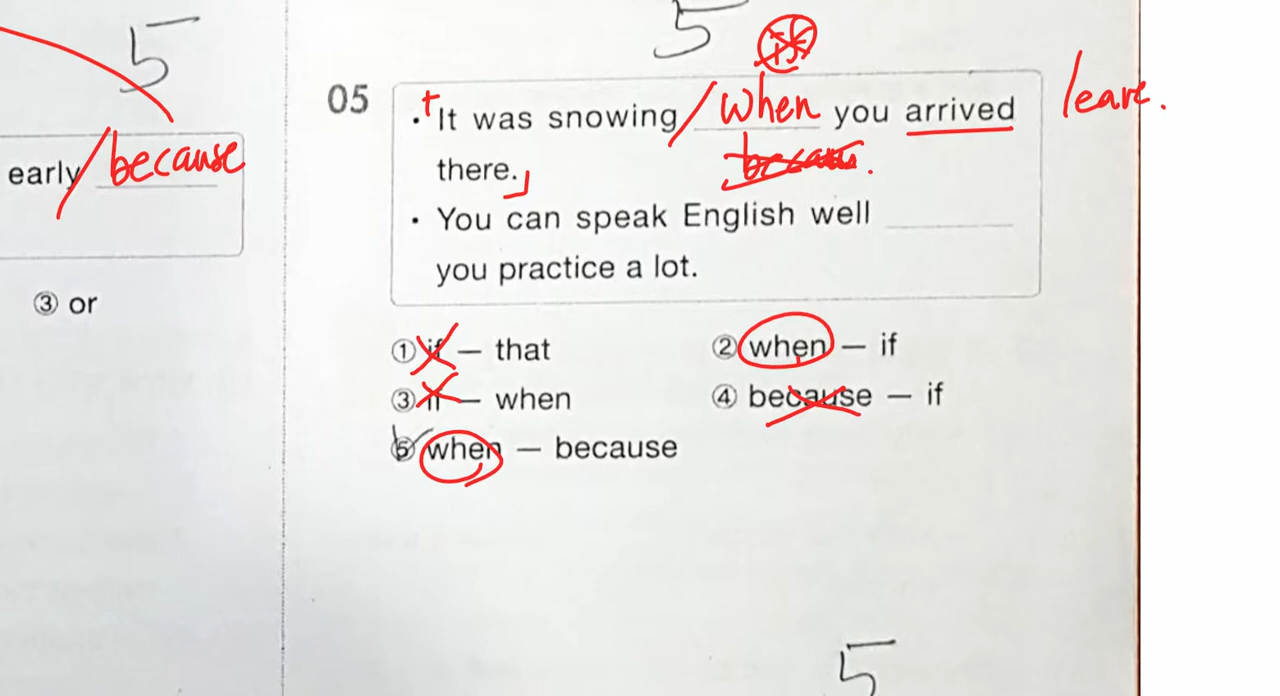 5
5
if
early / because
③ or
05
· It was snowing / when you arrived leave.
there.
· You can speak English well ________
you practice a lot.
① if — that
② when — if
③ if — when
④ because — if
⑤ when — because
5